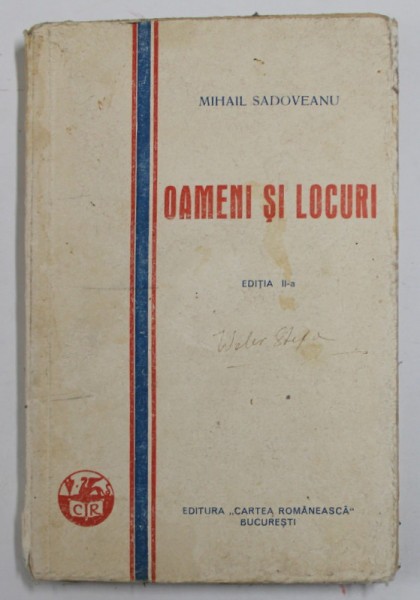 MIHAIL SADOVEANU
OAMENI ȘI LOCURI
EDIȚIA II-a
CR
EDITURA „CARTEA ROMÂNEASCĂ“
BUCUREȘTI